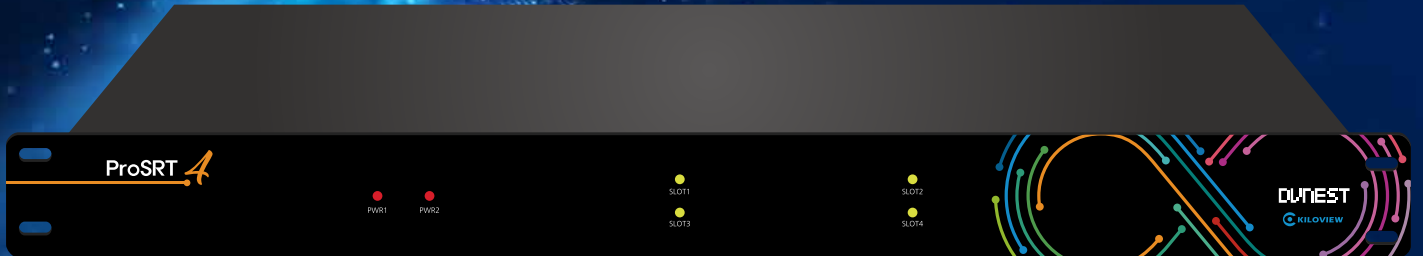 ProSRT 4
PWR1 PWR2
SLOT1 SLOT2
SLOT3 SLOT4
DVNEST
KILOVIEW